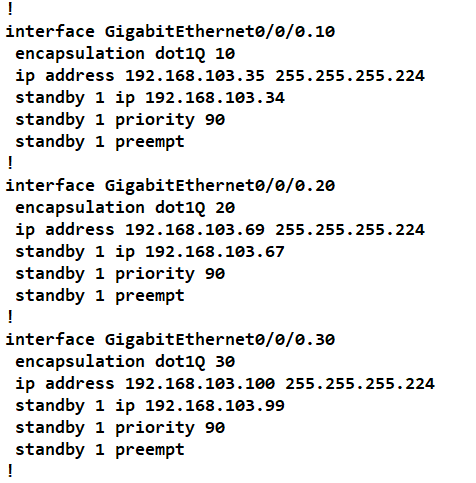 !
interface GigabitEthernet0/0/0.10
 encapsulation dot1Q 10
 ip address 192.168.103.35 255.255.255.224
 standby 1 ip 192.168.103.34
 standby 1 priority 90
 standby 1 preempt
!
interface GigabitEthernet0/0/0.20
 encapsulation dot1Q 20
 ip address 192.168.103.69 255.255.255.224
 standby 1 ip 192.168.103.67
 standby 1 priority 90
 standby 1 preempt
!
interface GigabitEthernet0/0/0.30
 encapsulation dot1Q 30
 ip address 192.168.103.100 255.255.255.224
 standby 1 ip 192.168.103.99
 standby 1 priority 90
 standby 1 preempt
!